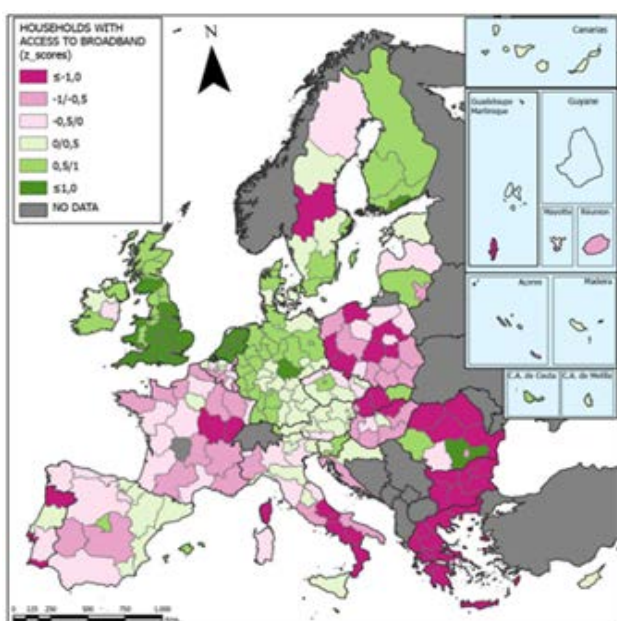 HOUSEHOLDS WITH
ACCESS TO BROADBAND
(z_scores)
≤-1,0
-1/-0,5
-0,5/0
0/0,5
0,5/1
≤1,0
NO DATA
N
Canarias
Guadeloupe
Martinique
Guyane
Mayotte
Réunion
Açores
Madeira
C.A. de Ceuta
C.A. de Melilla
0 125 250 500 750 1.000